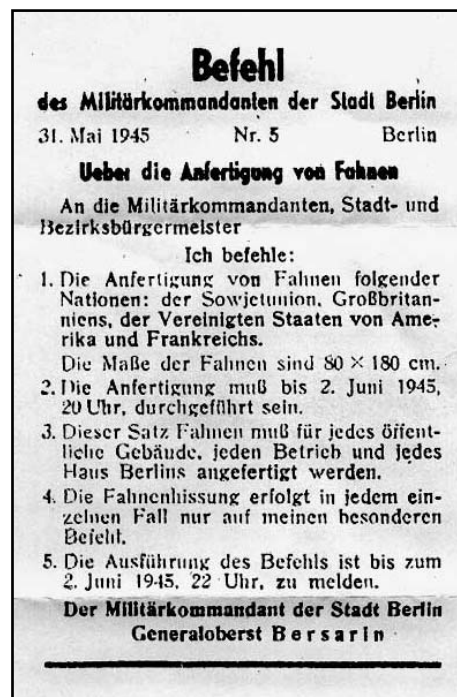 Befehl
des Militärkommandanten der Stadt Berlin
31. Mai 1945 Nr. 5 Berlin
Ueber die Anfertigung von Fahnen
An die Militärkommandanten, Stadt- und
Bezirksbürgermeister
Ich befehle:
1. Die Anfertigung von Fahnen folgender
Nationen: der Sowjetunion, Großbritan-
niens, der Vereinigten Staaten von Ame-
rika und Frankreichs.
Die Maße der Fahnen sind 80 × 180 cm.
2. Die Anfertigung muß bis 2. Juni 1945,
20 Uhr, durchgeführt sein.
3. Dieser Satz Fahnen muß für jedes öffent-
liche Gebäude, jeden Betrieb und jedes
Haus Berlins angefertigt werden.
4. Die Fahnenhissung erfolgt in jedem ein-
zelnen Fall nur auf meinen besonderen
Befehl.
5. Die Ausführung des Befehls ist bis zum
2. Juni 1945, 22 Uhr, zu melden.
Der Militärkommandant der Stadt Berlin
Generaloberst Bersarin